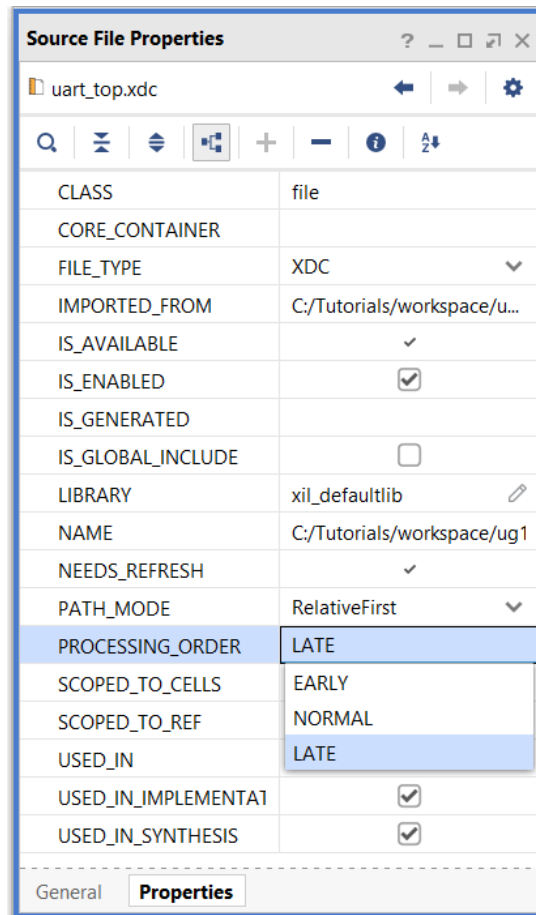 Source File Properties ?
uart_top.xdc
A
Z
CLASS file
CORE_CONTAINER
FILE_TYPE XDC
IMPORTED_FROM C:/Tutorials/workspace/u...
IS_AVAILABLE
IS_ENABLED
IS_GENERATED
IS_GLOBAL_INCLUDE
LIBRARY xil_defaultlib
NAME C:/Tutorials/workspace/ug1
NEEDS_REFRESH
PATH_MODE RelativeFirst
PROCESSING_ORDER LATE
SCOPED_TO_CELLS EARLY
SCOPED_TO_REF NORMAL
USED_IN LATE
USED_IN_IMPLEMENTAT
USED_IN_SYNTHESIS
General Properties